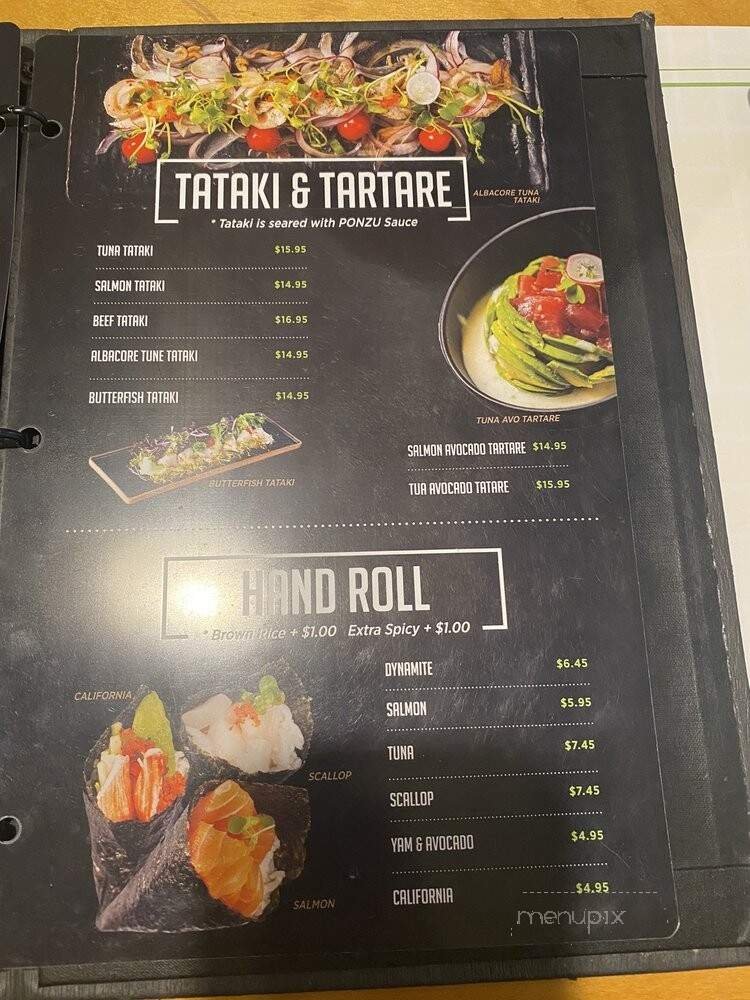 ALBACORE TUNA
TATAKI
TATAKI & TARTARE
* Tataki is seared with PONZU Sauce
TUNA TATAKI $15.95
SALMON TATAKI $14.95
BEEF TATAKI $16.95
ALBACORE TUNE TATAKI $14.95
BUTTERFISH TATAKI $14.95
BUTTERFISH TATAKI
TUNA AVO TARTARE
SALMON AVOCADO TARTARE $14.95
TUA AVOCADO TATARE $15.95
HAND ROLL
* Brown Rice + $1.00 Extra Spicy + $1.00
CALIFORNIA
SCALLOP
SALMON
DYNAMITE $6.45
SALMON $5.95
TUNA $7.45
SCALLOP $7.45
YAM & AVOCADO $4.95
CALIFORNIA $4.95
menupix